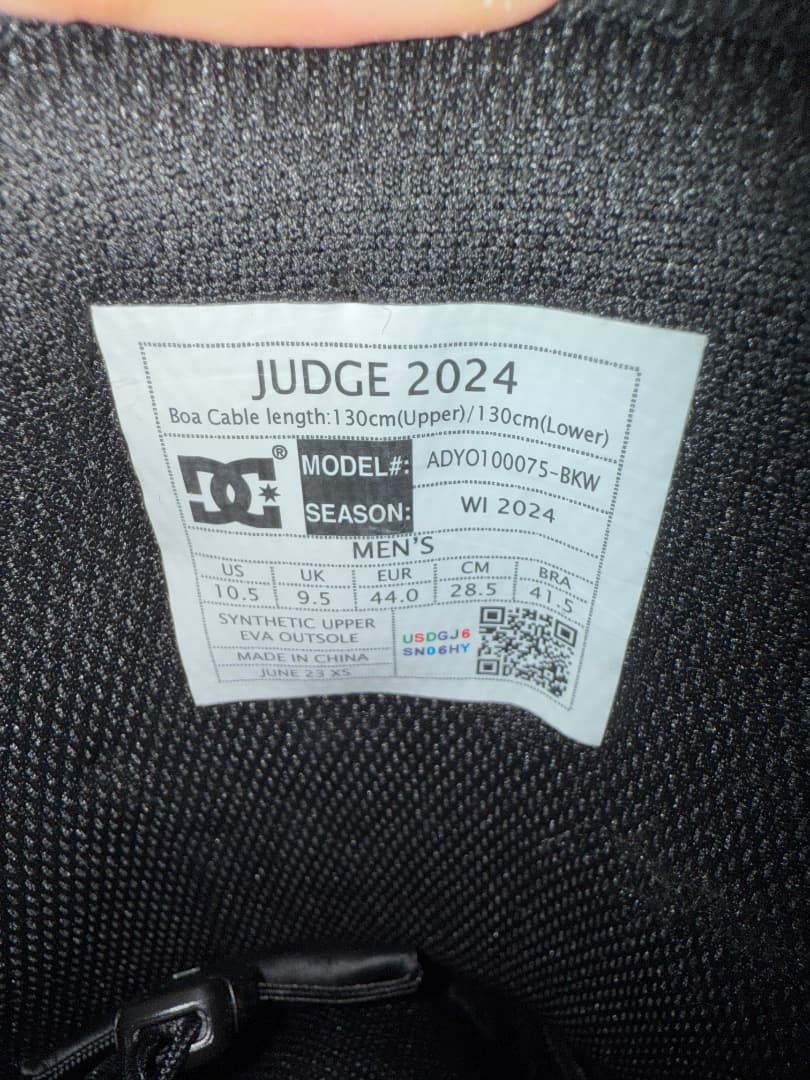 JUDGE 2024
Boa Cable length:130cm(Upper)/130cm(Lower)
DC ® MODEL#: ADYO100075-BKW
SEASON: WI 2024
MEN'S
US UK EUR CM BRA
10.5 9.5 44.0 28.5 41.5
SYNTHETIC UPPER
EVA OUTSOLE
USDGJ6
SN06HY
MADE IN CHINA
JUNE 23 XS